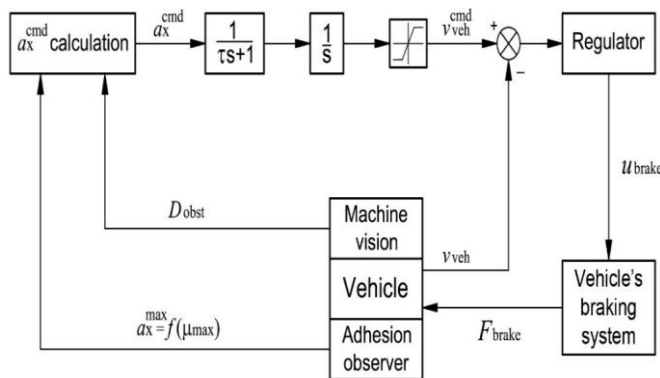 a_x^cmd calculation
a_x^cmd
1/(τs+1)
1/s
v_veh^cmd
+
−
Regulator
u_brake
D_obst
Machine
vision
v_veh
Vehicle
Vehicle's
braking
system
F_brake
a_x^max=f(μmax)
Adhesion
observer